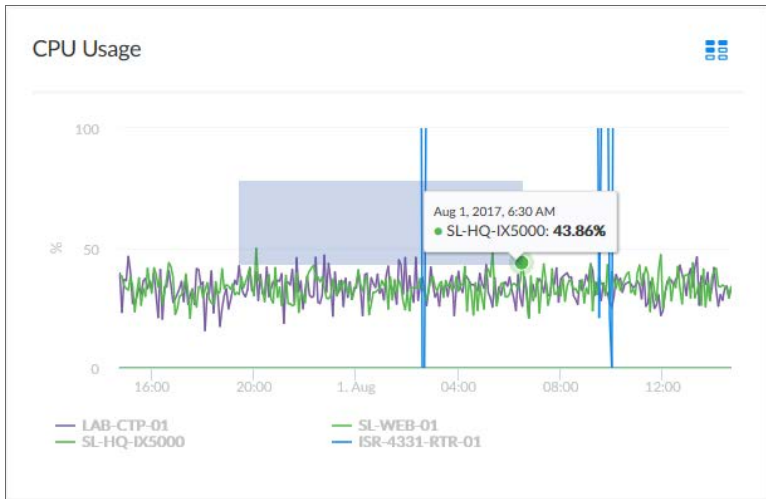 CPU Usage
100
Aug 1, 2017, 6:30 AM
● SL-HQ-IX5000: 43.86%
%
50
0
16:00 20:00 1. Aug 04:00 08:00 12:00
LAB-CTP-01 SL-WEB-01
SL-HQ-IX5000 ISR-4331-RTR-01